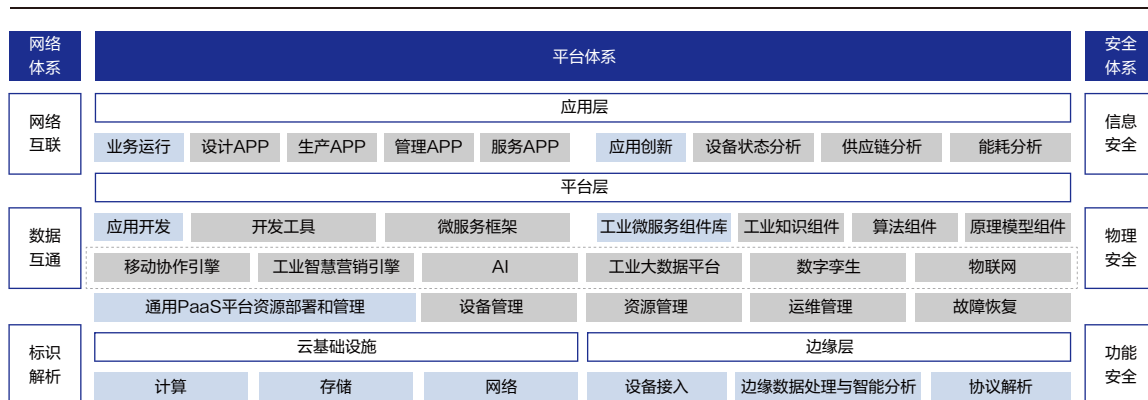 网络
体系
平台体系
安全
体系
网络
互联
应用层
信息
安全
业务运行 设计APP 生产APP 管理APP 服务APP 应用创新 设备状态分析 供应链分析 能耗分析
平台层
数据
互通
应用开发 开发工具 微服务框架 工业微服务组件库 工业知识组件 算法组件 原理模型组件
物理
安全
移动协作引擎 工业智慧营销引擎 AI 工业大数据平台 数字孪生 物联网
通用PaaS平台资源部署和管理 设备管理 资源管理 运维管理 故障恢复
标识
解析
云基础设施 边缘层
功能
安全
计算 存储 网络 设备接入 边缘数据处理与智能分析 协议解析